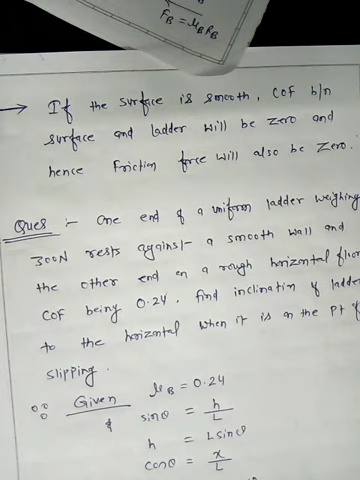 F_B = μ_B R_B
→ If the surface is smooth, COF b/n
surface and ladder will be zero and
hence Friction force will also be zero.
Ques :- One end of a uniform ladder weighing
300N rests against a smooth wall and
the other end on a rough horizontal floor
COF being 0.24. Find inclination of ladder
to the horizontal when it is on the pt of
slipping.
Given μ_B = 0.24
& sinθ = h/L
h = L sinθ
cosθ = x/L